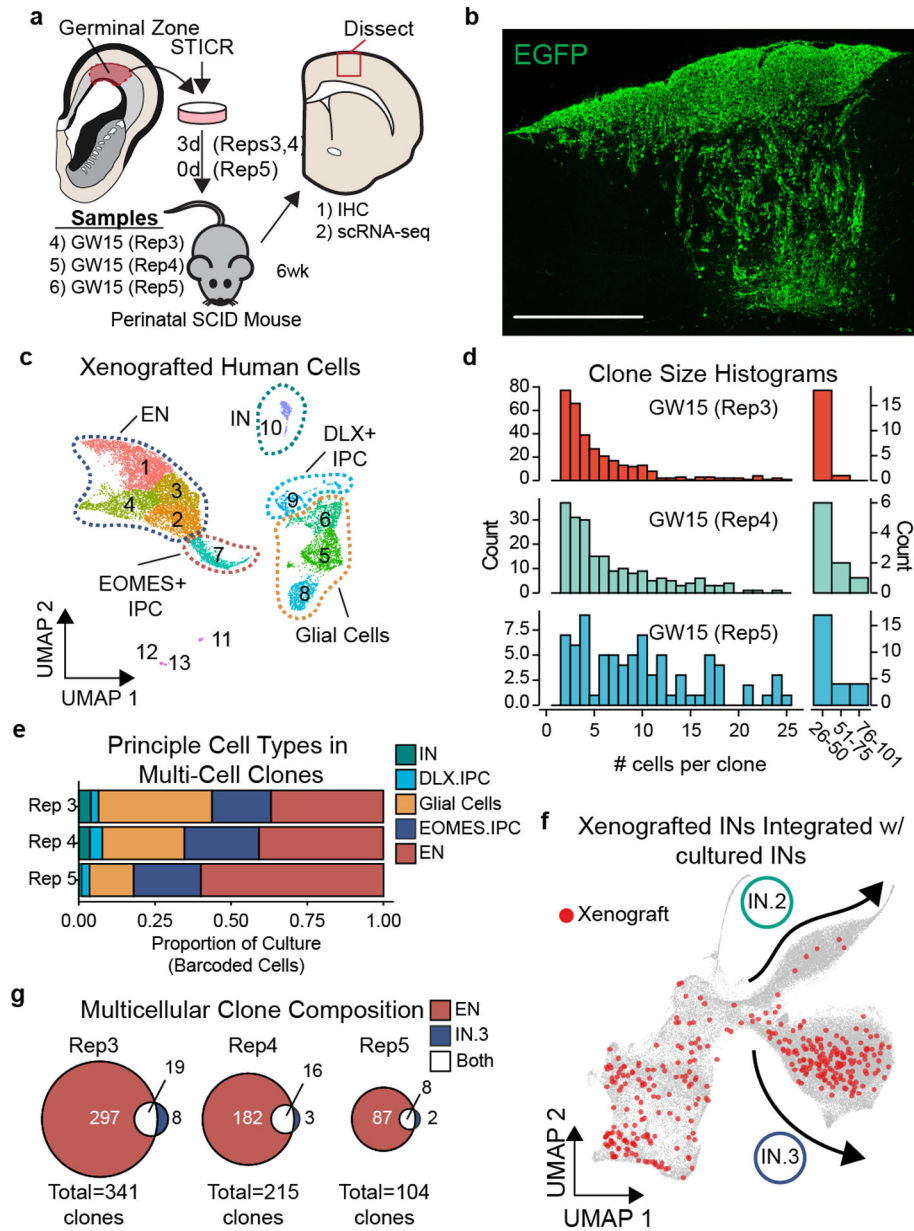 a
Germinal Zone
STICR
Dissect
3d (Reps3,4)
0d (Rep5)
Samples
4) GW15 (Rep3)
5) GW15 (Rep4)
6) GW15 (Rep5)
1) IHC
2) scRNA-seq
6wk
Perinatal SCID Mouse
b
EGFP
c
Xenografted Human Cells
EN
IN
10
DLX+
IPC
1
3
4
2
9
6
5
7
8
EOMES+
IPC
Glial Cells
11
12
13
UMAP 2
UMAP 1
d
Clone Size Histograms
80
60
40
20
0
GW15 (Rep3)
15
10
5
0
30
20
10
0
GW15 (Rep4)
6
4
2
0
7.5
5.0
2.5
0.0
GW15 (Rep5)
15
10
5
0
Count
Count
0 5 10 15 20 25
26-50
51-75
76-101
# cells per clone
e
Principle Cell Types in
Multi-Cell Clones
Rep 3
Rep 4
Rep 5
0.00 0.25 0.50 0.75 1.00
Proportion of Culture
(Barcoded Cells)
IN
DLX.IPC
Glial Cells
EOMES.IPC
EN
f
Xenografted INs Integrated w/
cultured INs
Xenograft
IN.2
IN.3
UMAP 2
UMAP 1
g
Multicellular Clone Composition
EN
IN.3
Both
Rep3
19
297
8
Total=341
clones
Rep4
16
182
3
Total=215
clones
Rep5
8
87
2
Total=104
clones